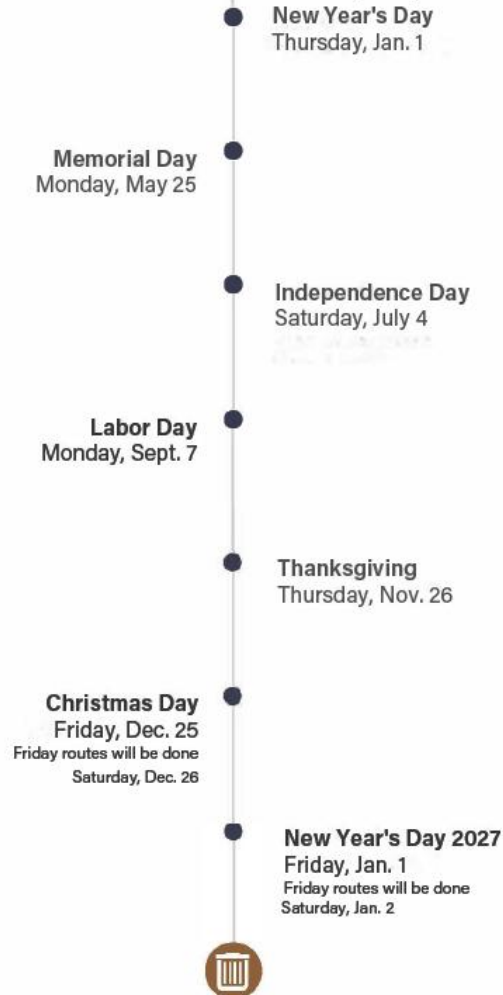 New Year's Day
Thursday, Jan. 1
Memorial Day
Monday, May 25
Independence Day
Saturday, July 4
Labor Day
Monday, Sept. 7
Thanksgiving
Thursday, Nov. 26
Christmas Day
Friday, Dec. 25
Friday routes will be done
Saturday, Dec. 26
New Year's Day 2027
Friday, Jan. 1
Friday routes will be done
Saturday, Jan. 2